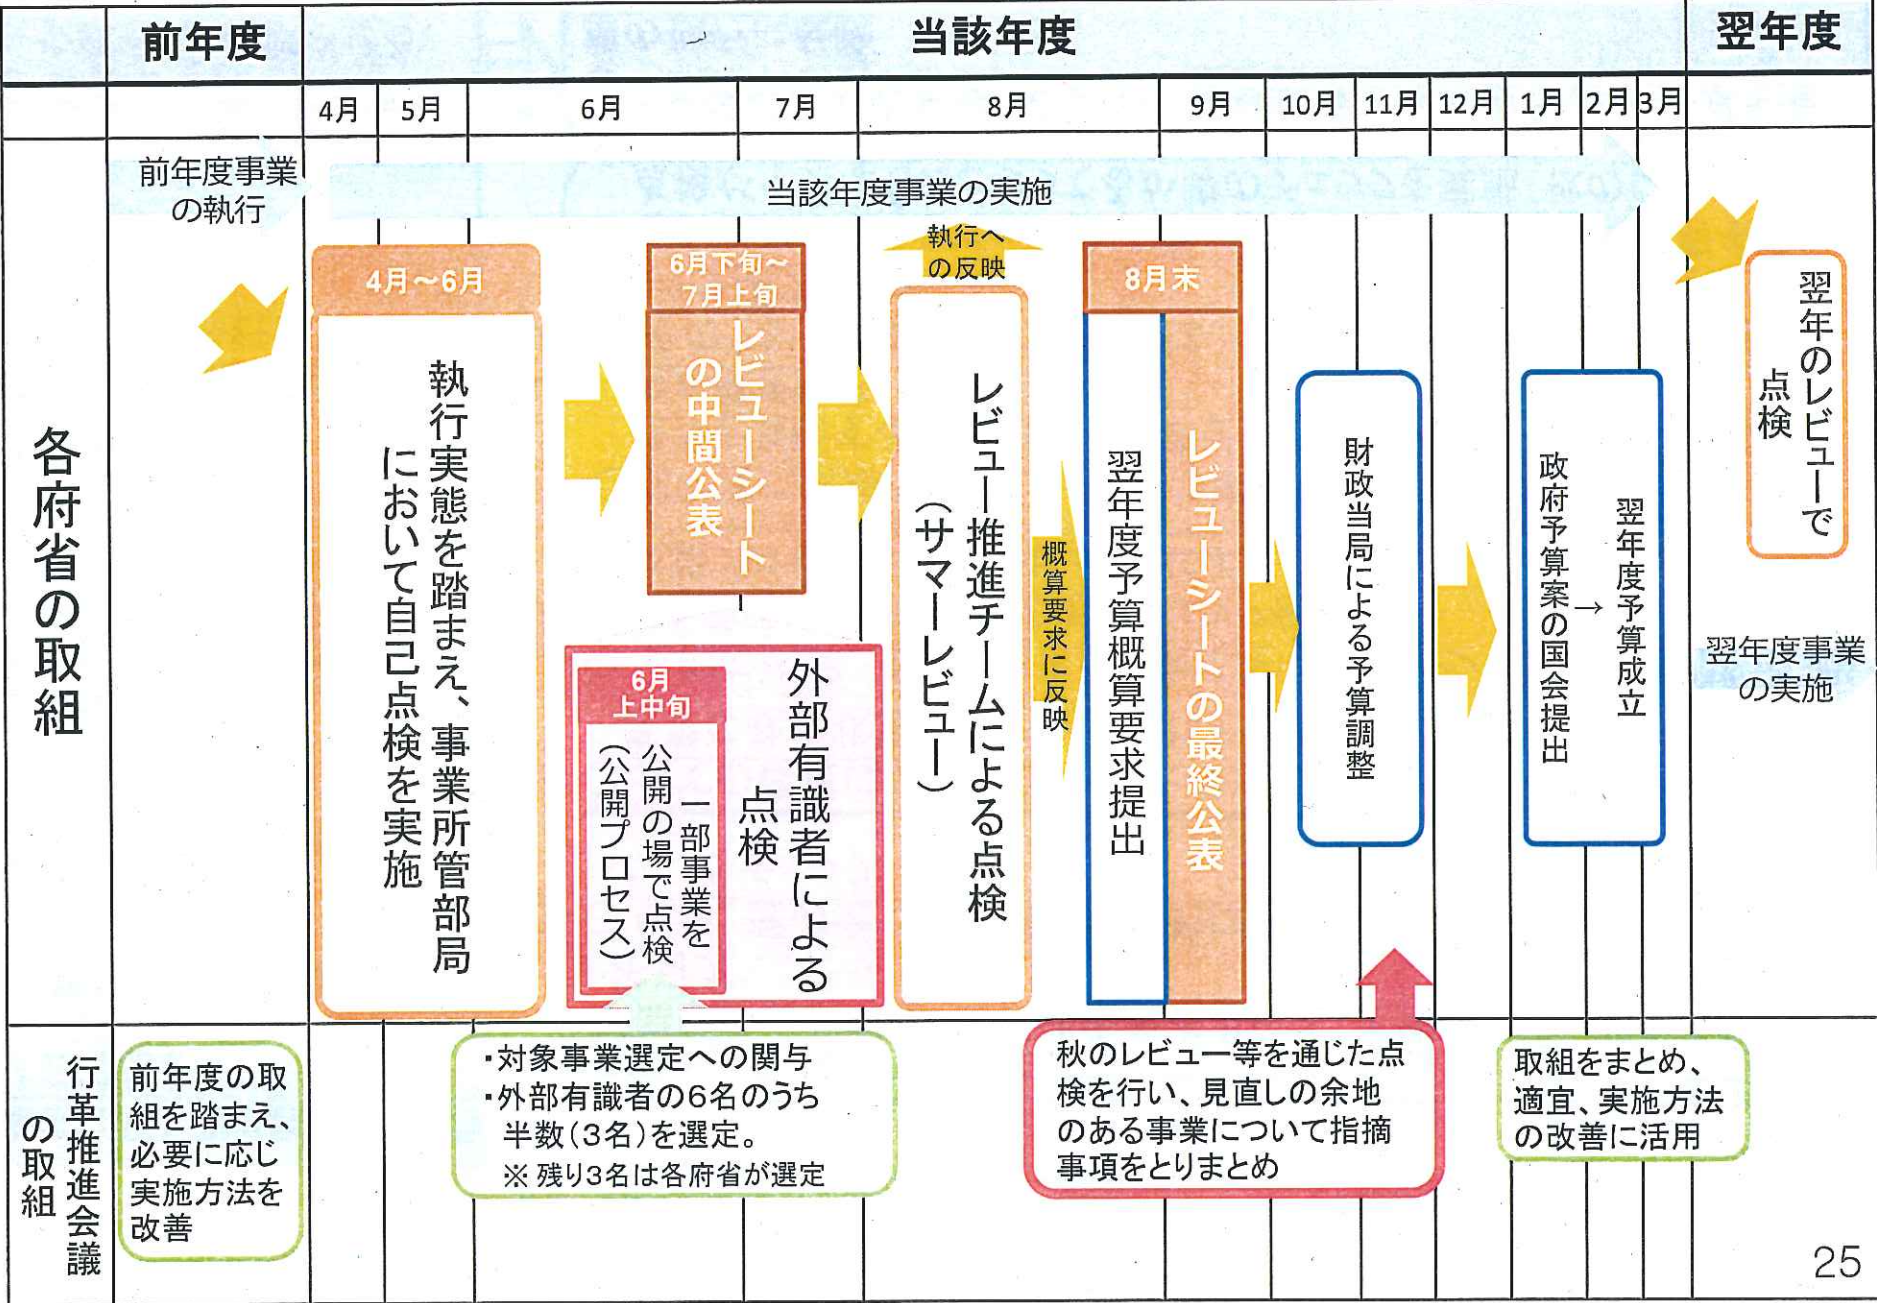 前年度
当該年度
翌年度
4月
5月
6月
7月
8月
9月
10月
11月
12月
1月
2月
3月
各府省の取組
前年度事業
の執行
当該年度事業の実施
4月～6月
執行実態を踏まえ、事業所管部局
において自己点検を実施
6月下旬～
7月上旬
レビューシート
の中間公表
外部有識者による
点検
6月
上中旬
一部事業を
公開の場で点検
（公開プロセス）
執行へ
の反映
レビュー推進チームによる点検
（サマーレビュー）
概算要求に反映
8月末
翌年度予算概算要求提出
レビューシートの最終公表
財政当局による予算調整
政府予算案の国会提出
→
翌年度予算成立
翌年のレビューで
点検
翌年度事業
の実施
行革推進会議
の取組
前年度の取
組を踏まえ、
必要に応じ
実施方法を
改善
・対象事業選定への関与
・外部有識者の6名のうち
半数（3名）を選定。
※ 残り3名は各府省が選定
秋のレビュー等を通じた点
検を行い、見直しの余地
のある事業について指摘
事項をとりまとめ
取組をまとめ、
適宜、実施方法
の改善に活用
25